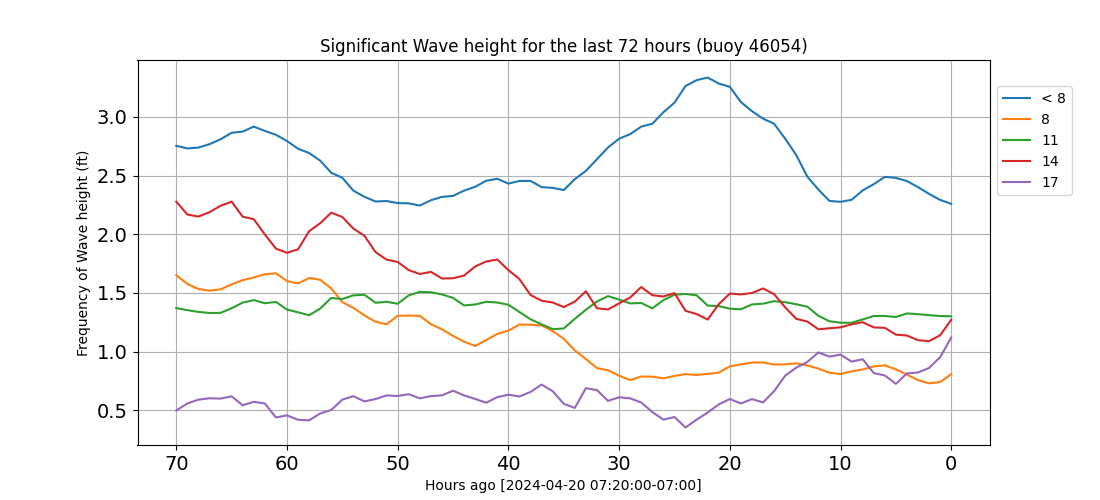 Significant Wave height for the last 72 hours (buoy 46054)
Frequency of Wave height (ft)
3.0
2.5
2.0
1.5
1.0
0.5
70 60 50 40 30 20 10 0
Hours ago [2024-04-20 07:20:00-07:00]
< 8
8
11
14
17